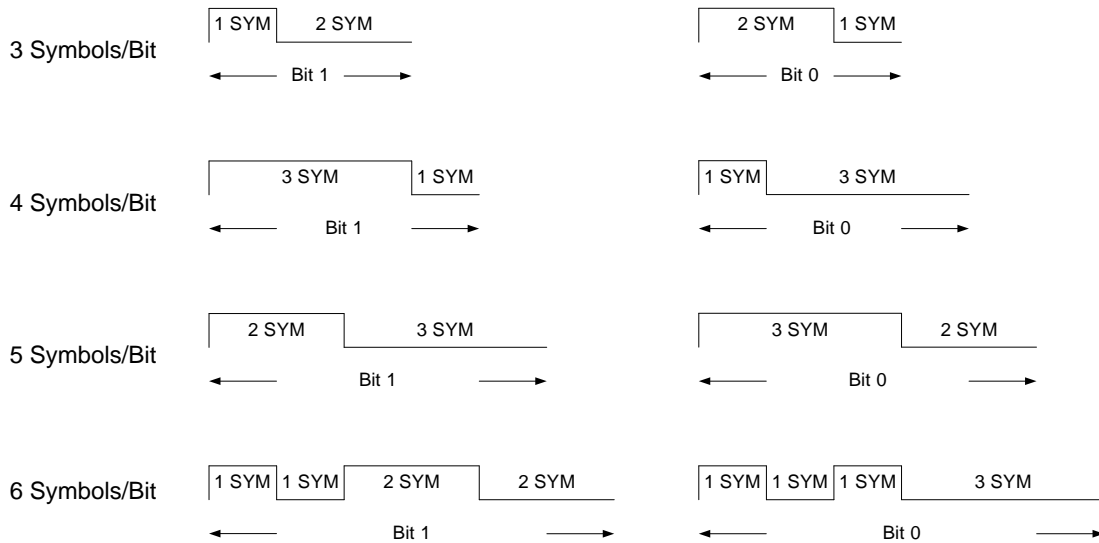 1 SYM 2 SYM 2 SYM 1 SYM
3 Symbols/Bit
Bit 1 Bit 0
3 SYM 1 SYM 1 SYM 3 SYM
4 Symbols/Bit
Bit 1 Bit 0
2 SYM 3 SYM 3 SYM 2 SYM
5 Symbols/Bit
Bit 1 Bit 0
1 SYM 1 SYM 2 SYM 2 SYM 1 SYM 1 SYM 1 SYM 3 SYM
6 Symbols/Bit
Bit 1 Bit 0